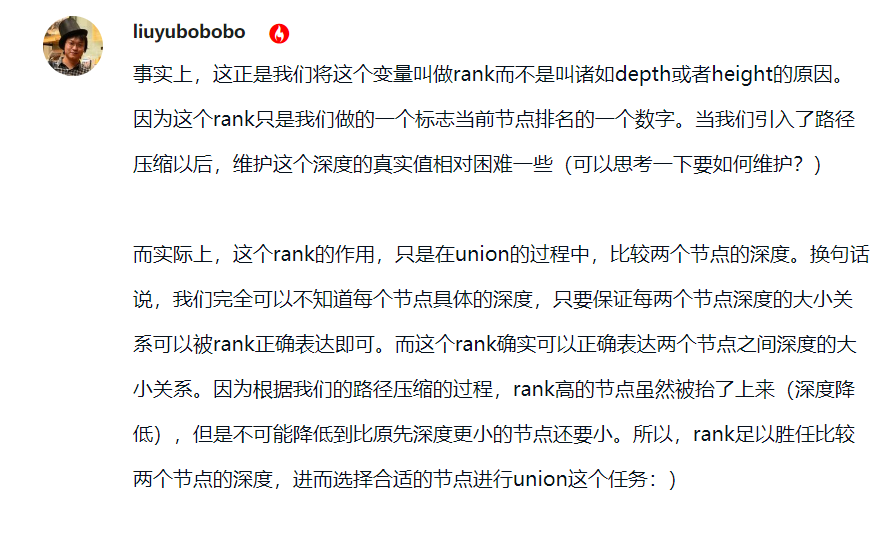 liuyubobobo
事实上，这正是我们将这个变量叫做rank而不是叫诸如depth或者height的原因。
因为这个rank只是我们做的一个标志当前节点排名的一个数字。当我们引入了路径
压缩以后，维护这个深度的真实值相对困难一些（可以思考一下要如何维护？）
而实际上，这个rank的作用，只是在union的过程中，比较两个节点的深度。换句话
说，我们完全可以不知道每个节点具体的深度，只要保证每两个节点深度的大小关
系可以被rank正确表达即可。而这个rank确实可以正确表达两个节点之间深度的大
小关系。因为根据我们的路径压缩的过程，rank高的节点虽然被抬了上来（深度降
低），但是不可能降低到比原先深度更小的节点还要小。所以，rank足以胜任比较
两个节点的深度，进而选择合适的节点进行union这个任务：）